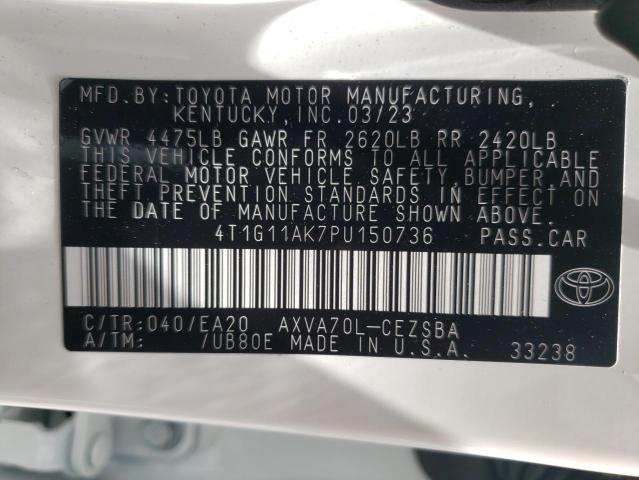 MFD.BY:TOYOTA MOTOR MANUFACTURING,
KENTUCKY,INC.03/23
GVWR 4475LB GAWR FR 2620LB RR 2420LB
THIS VEHICLE CONFORMS TO ALL APPLICABLE
FEDERAL MOTOR VEHICLE SAFETY,BUMPER AND
THEFT PREVENTION STANDARDS IN EFFECT ON
THE DATE OF MANUFACTURE SHOWN ABOVE.
4T1G11AK7PU150736 PASS.CAR
C/TR:040/EA20 AXVA70L-CEZSBA
A/TM: /UB80E MADE IN U.S.A. 33238